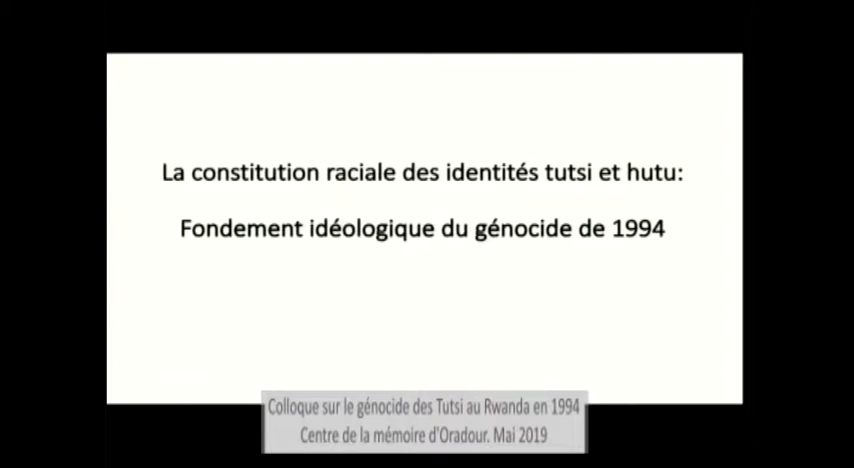 La constitution raciale des identités tutsi et hutu:
Fondement idéologique du génocide de 1994
Colloque sur le génocide des Tutsi au Rwanda en 1994
Centre de la mémoire d'Oradour. Mai 2019